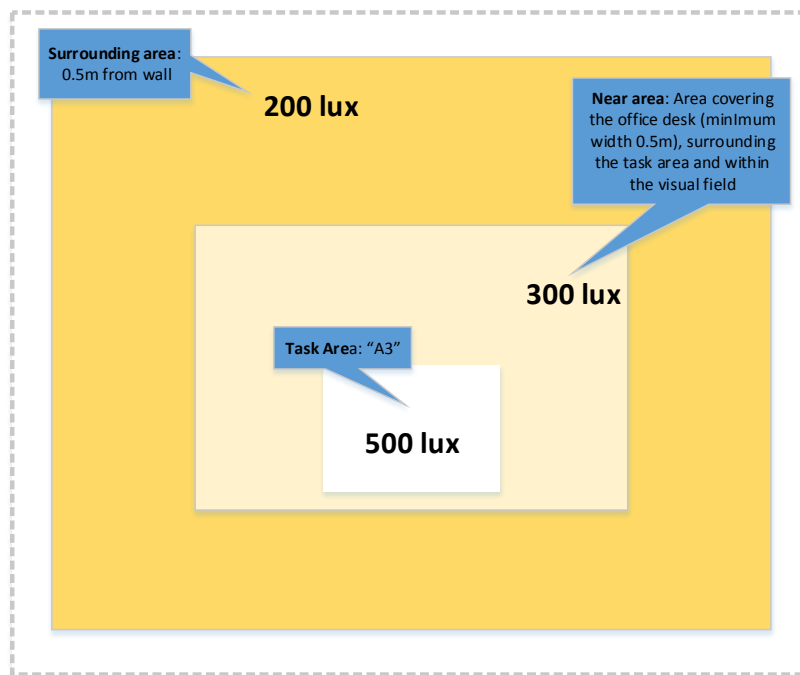 Surrounding area:
0.5m from wall
200 lux
Near area: Area covering
the office desk (minImum
width 0.5m), surrounding
the task area and within
the visual field
300 lux
Task Area: “A3”
500 lux